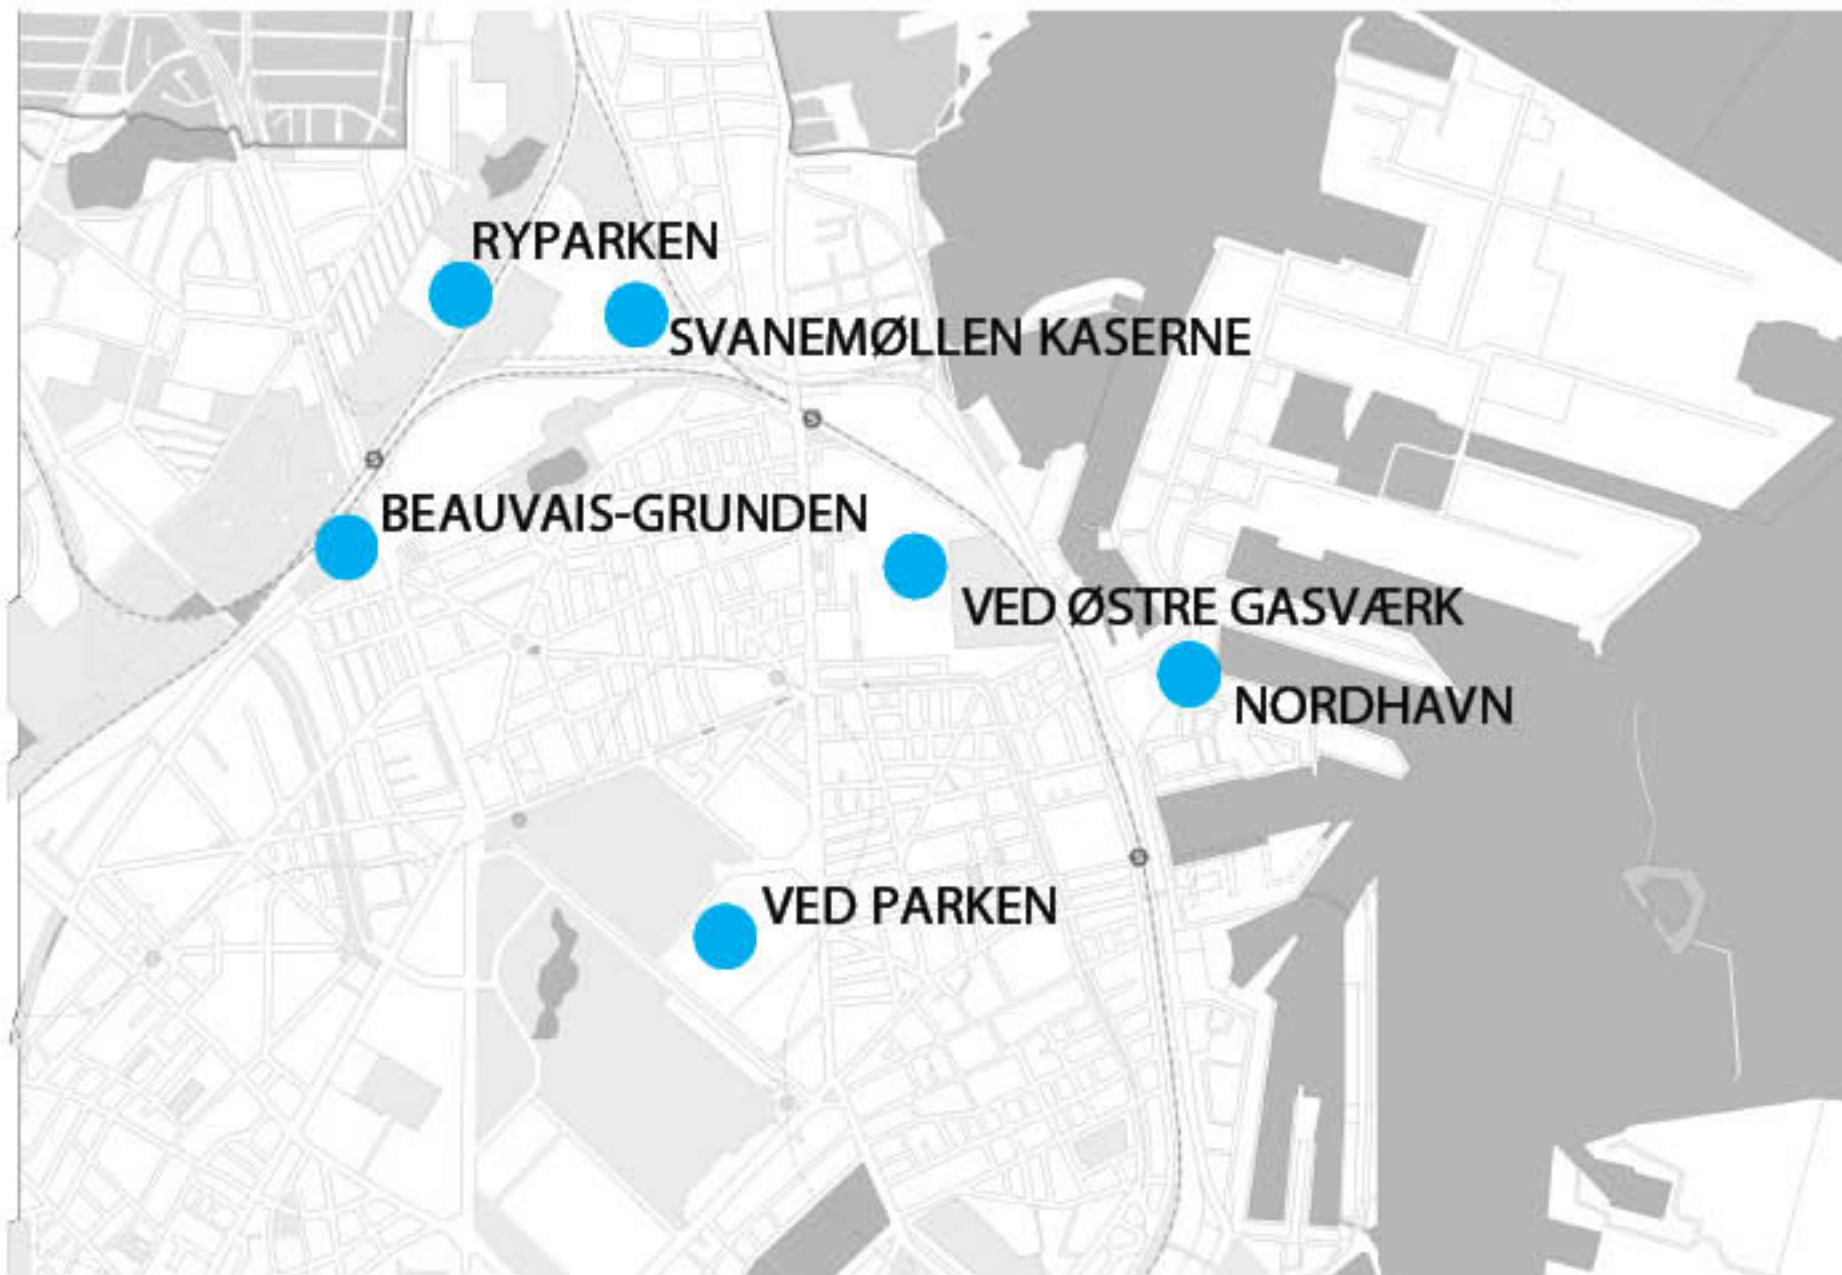 RYPARKEN
SVANEMØLLEN KASERNE
BEAUVAIS-GRUNDEN
VED ØSTRE GASVÆRK
NORDHAVN
VED PARKEN